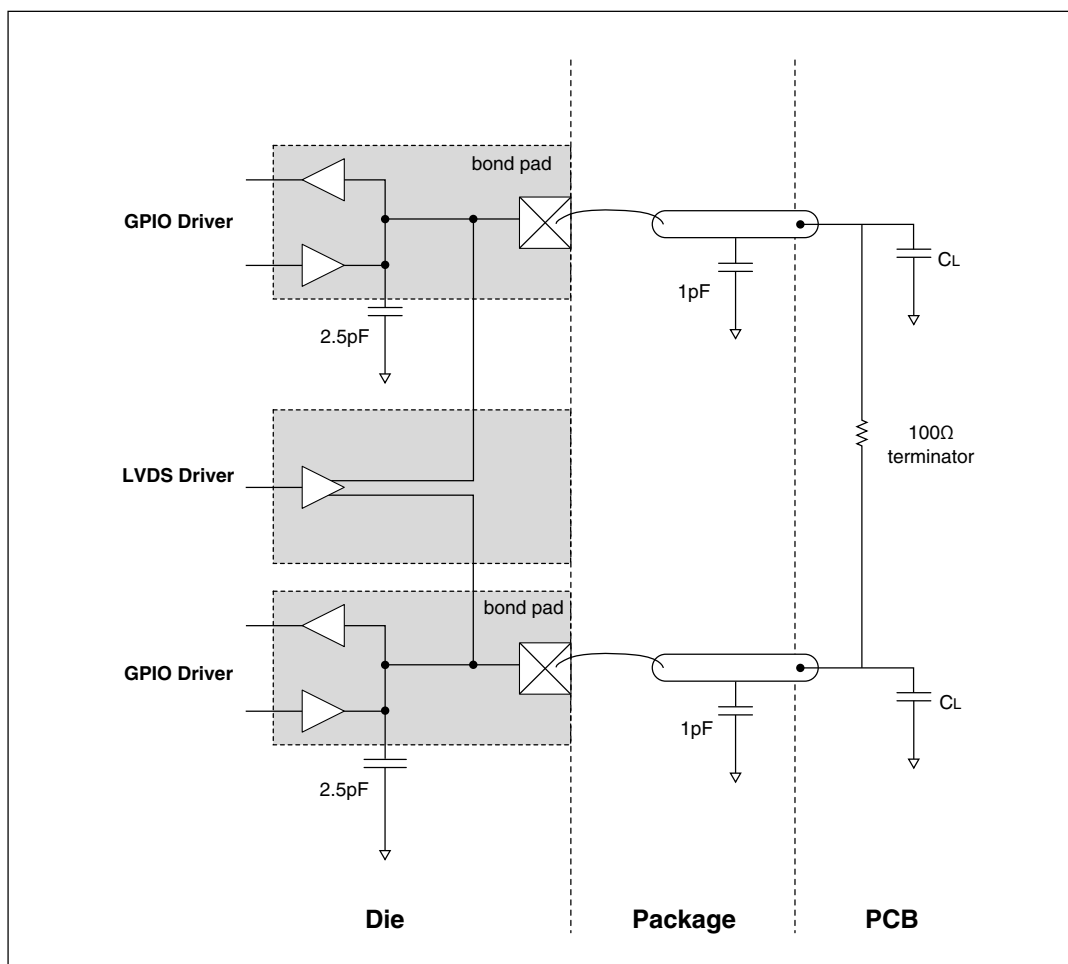 bond pad
GPIO Driver
2.5pF
1pF
CL
LVDS Driver
100Ω
terminator
bond pad
GPIO Driver
2.5pF
1pF
CL
Die
Package
PCB